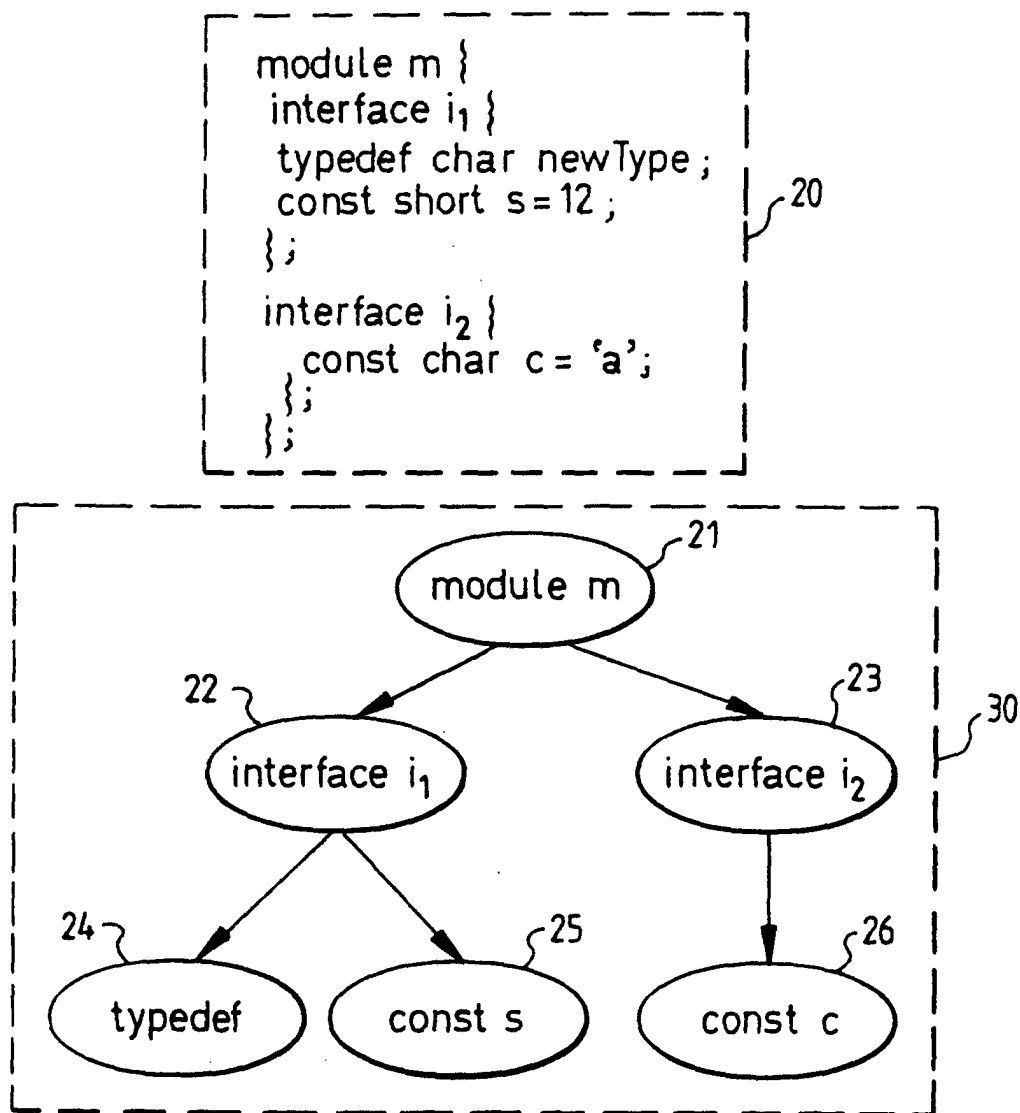 module m {
interface i₁ {
typedef char newType ;
const short s = 12 ;
} ;
interface i₂ {
const char c = ‘a’ ;
} ;
} ;
20
21
module m
22
23
30
interface i₁
interface i₂
24
25
26
typedef
const s
const c